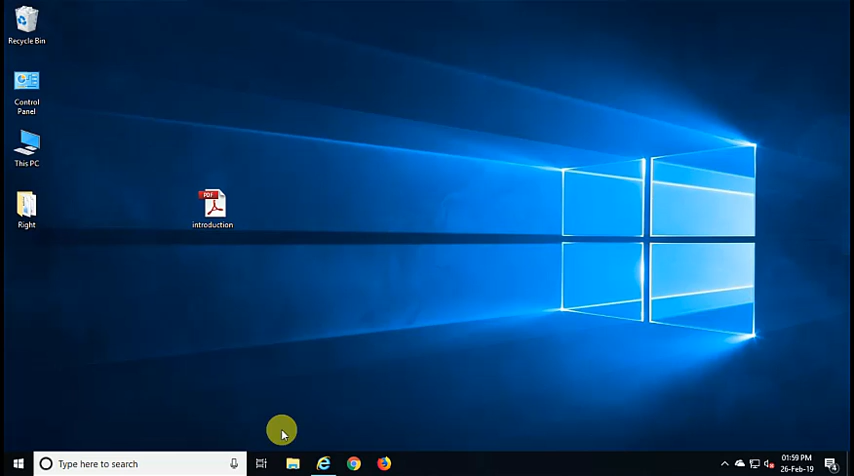 Recycle Bin
Control
Panel
This PC
Right
PDF
introduction
Type here to search
01:59 PM
26-Feb-19
4